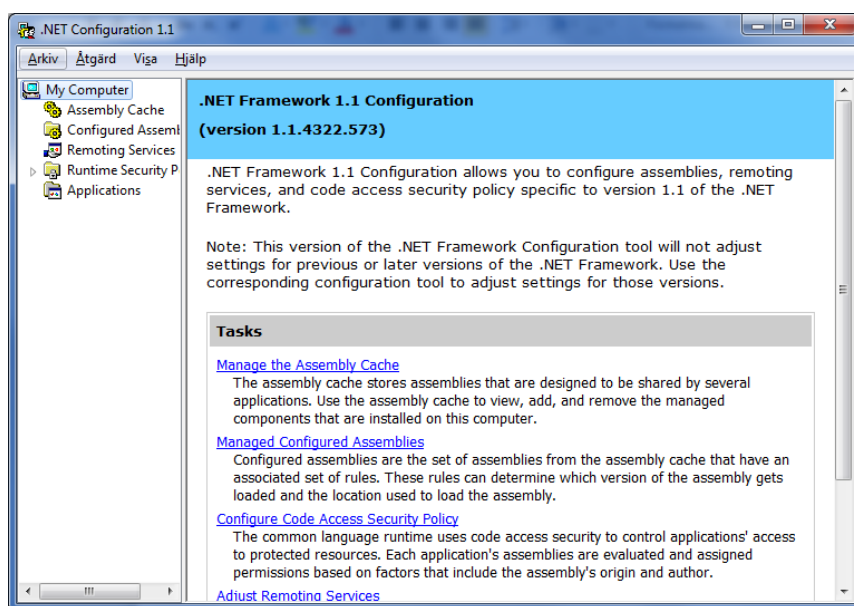 .NET Configuration 1.1
Arkiv Åtgärd Visa Hjälp
My Computer
Assembly Cache
Configured Assembl
Remoting Services
Runtime Security P
Applications
.NET Framework 1.1 Configuration
(version 1.1.4322.573)
.NET Framework 1.1 Configuration allows you to configure assemblies, remoting
services, and code access security policy specific to version 1.1 of the .NET
Framework.
Note: This version of the .NET Framework Configuration tool will not adjust
settings for previous or later versions of the .NET Framework. Use the
corresponding configuration tool to adjust settings for those versions.
Tasks
Manage the Assembly Cache
The assembly cache stores assemblies that are designed to be shared by several
applications. Use the assembly cache to view, add, and remove the managed
components that are installed on this computer.
Managed Configured Assemblies
Configured assemblies are the set of assemblies from the assembly cache that have an
associated set of rules. These rules can determine which version of the assembly gets
loaded and the location used to load the assembly.
Configure Code Access Security Policy
The common language runtime uses code access security to control applications' access
to protected resources. Each application's assemblies are evaluated and assigned
permissions based on factors that include the assembly's origin and author.
Adjust Remoting Services